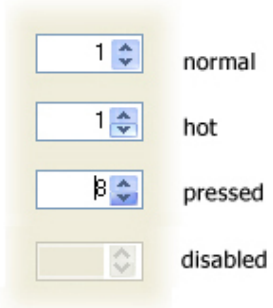 1 normal
1 hot
8 pressed
disabled